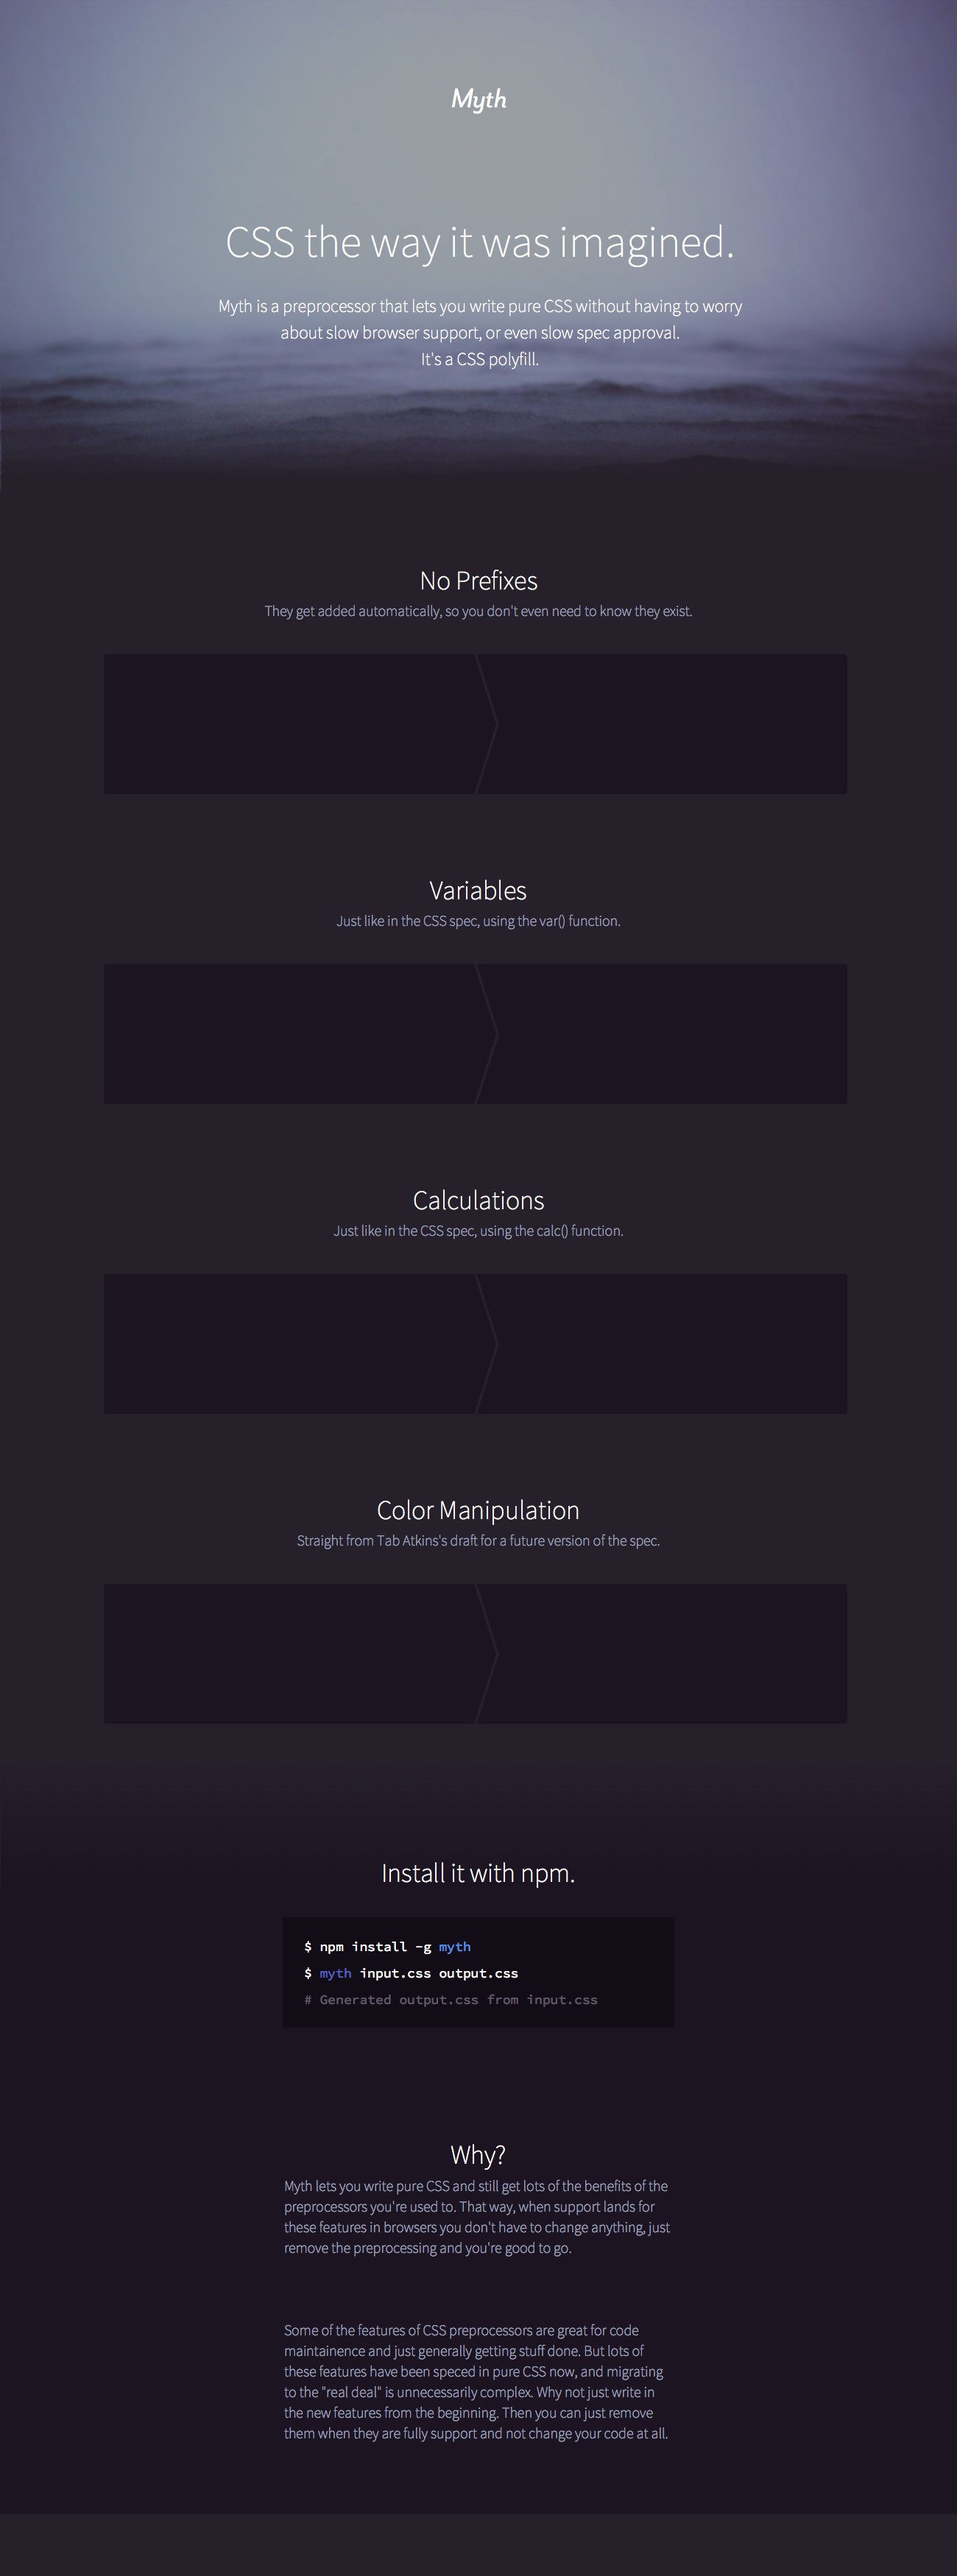 Myth
CSS the way it was imagined.
Myth is a preprocessor that lets you write pure CSS without having to worry
about slow browser support, or even slow spec approval.
It's a CSS polyfill.
No Prefixes
They get added automatically, so you don't even need to know they exist.
Variables
Just like in the CSS spec, using the var() function.
Calculations
Just like in the CSS spec, using the calc() function.
Color Manipulation
Straight from Tab Atkins's draft for a future version of the spec.
Install it with npm.
$ npm install -g myth
$ myth input.css output.css
# Generated output.css from input.css
Why?
Myth lets you write pure CSS and still get lots of the benefits of the
preprocessors you're used to. That way, when support lands for
these features in browsers you don't have to change anything, just
remove the preprocessing and you're good to go.
Some of the features of CSS preprocessors are great for code
maintainence and just generally getting stuff done. But lots of
these features have been speced in pure CSS now, and migrating
to the "real deal" is unnecessarily complex. Why not just write in
the new features from the beginning. Then you can just remove
them when they are fully support and not change your code at all.